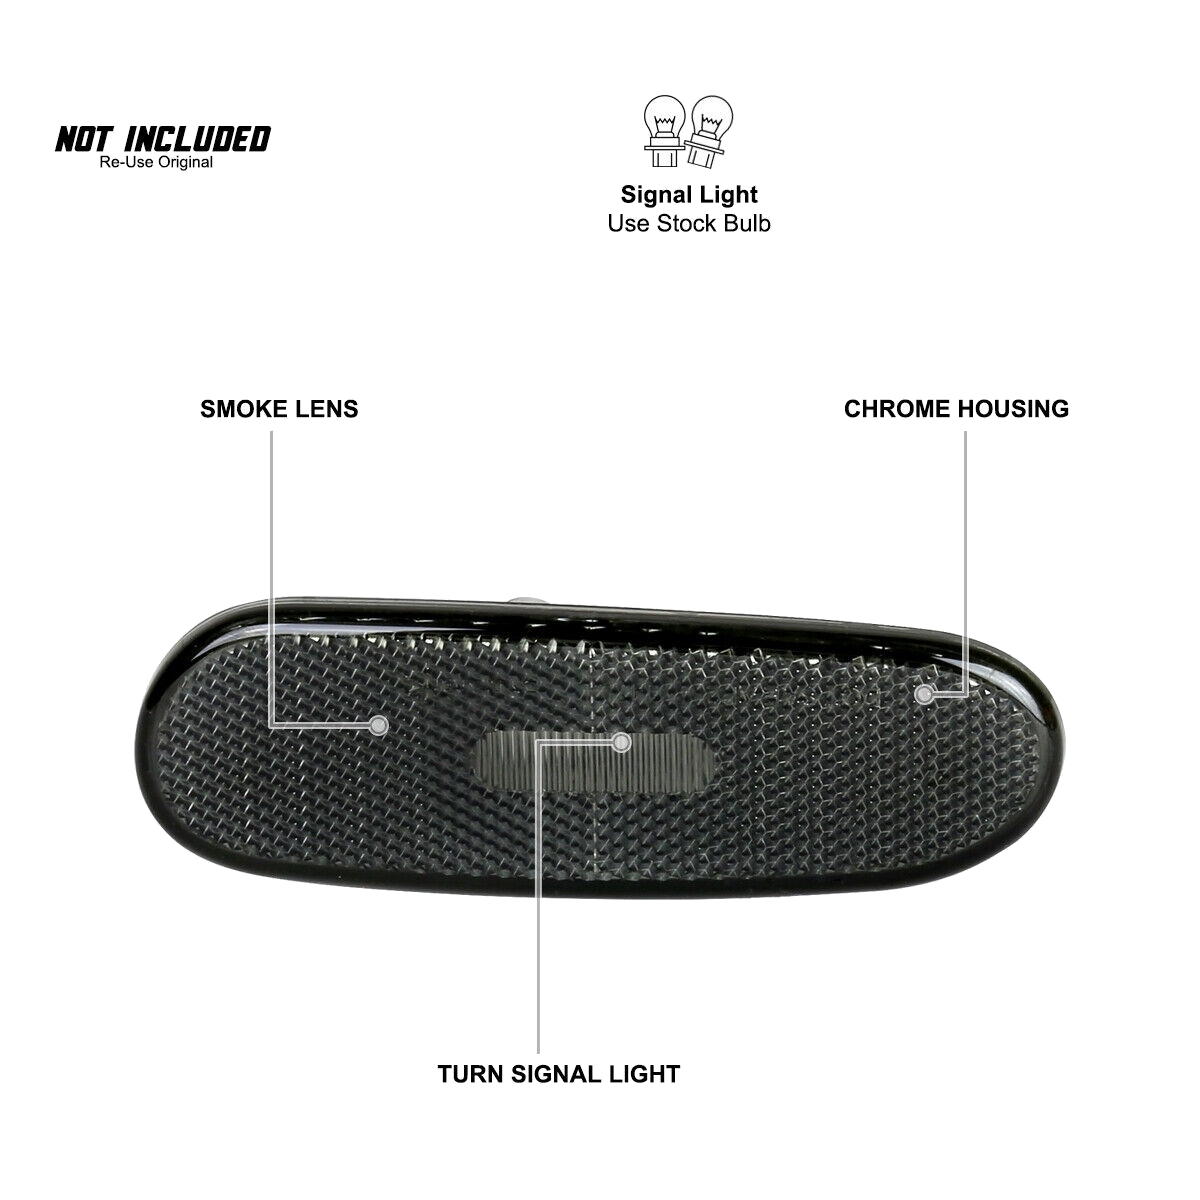 NOT INCLUDED
Re-Use Original
Signal Light
Use Stock Bulb
SMOKE LENS
CHROME HOUSING
TURN SIGNAL LIGHT